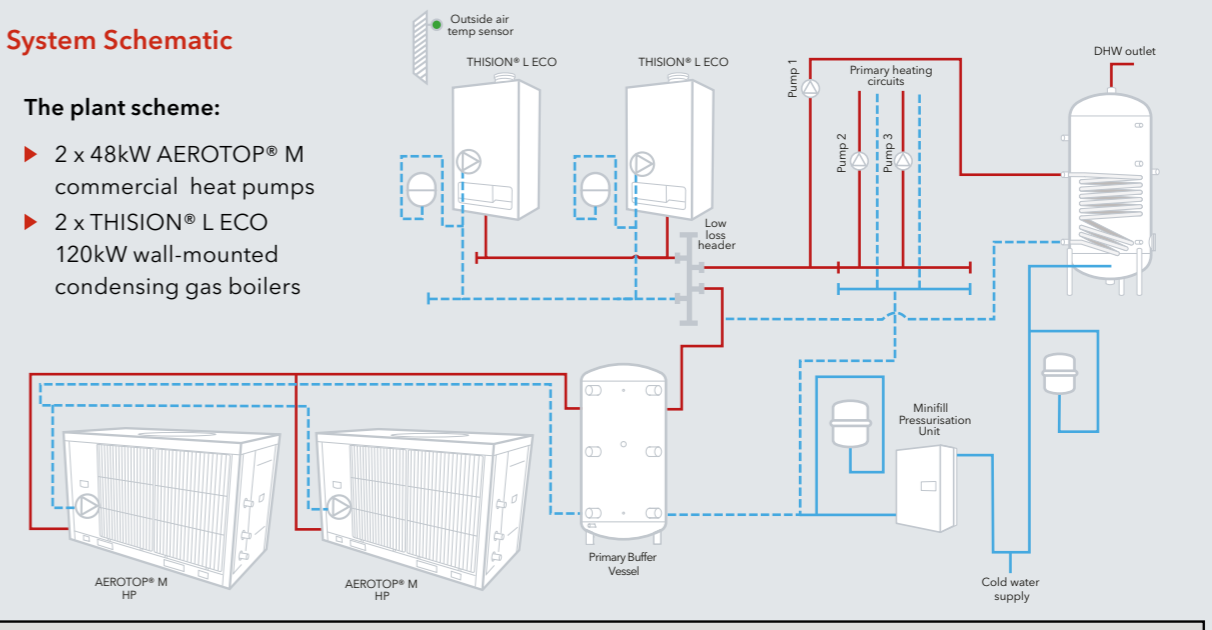 System Schematic
The plant scheme:
2 x 48kW AEROTOP® M
commercial heat pumps
2 x THISION® L ECO
120kW wall-mounted
condensing gas boilers
Outside air
temp sensor
THISION® L ECO
THISION® L ECO
Pump 1
Primary heating
circuits
Pump 2
Pump 3
DHW outlet
Low
loss
header
AEROTOP® M
HP
AEROTOP® M
HP
Primary Buffer
Vessel
Minifill
Pressurisation
Unit
Cold water
supply